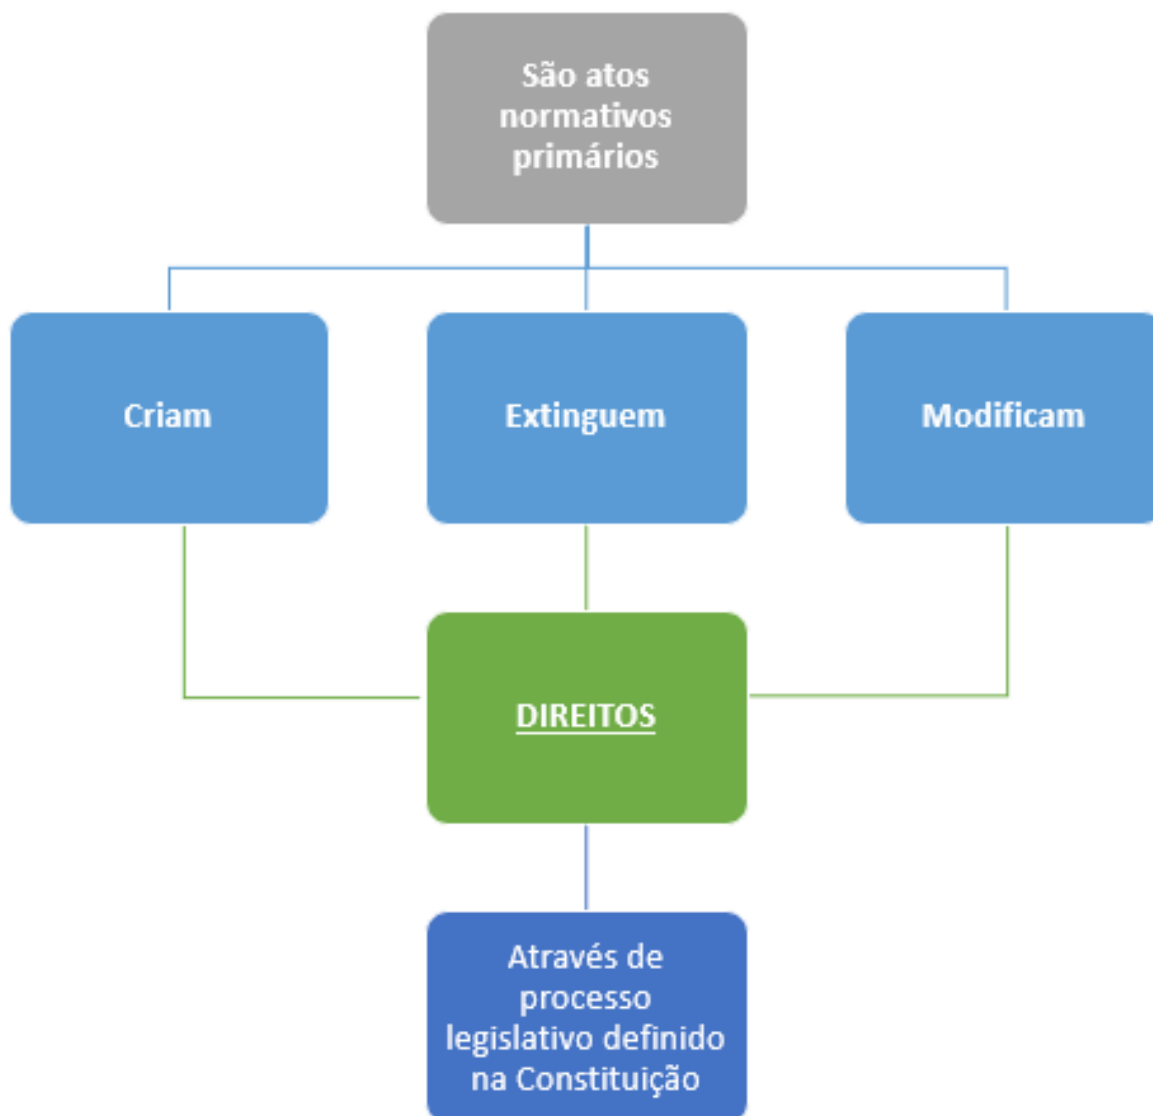 São atos
normativos
primários
Criam
Extinguem
Modificam
DIREITOS
Através de
processo
legislativo definido
na Constituição